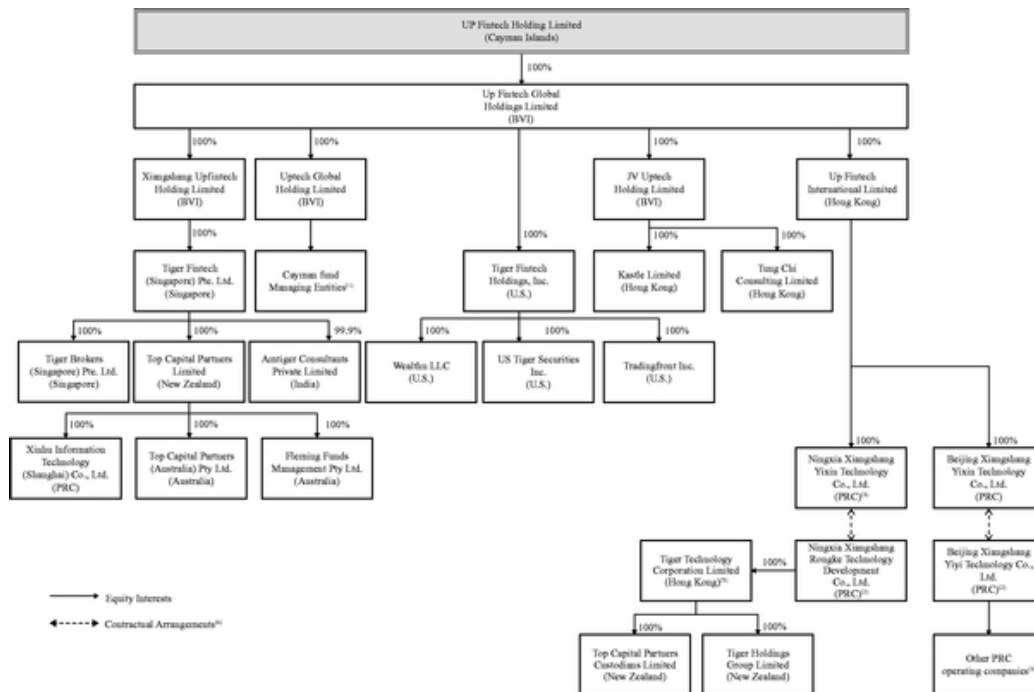 UP Fintech Holding Limited
(Cayman Islands)
100%
Up Fintech Global
Holdings Limited
(BVI)
100%
100%
100%
100%
Xiangshang Upfintech
Holding Limited
(BVI)
Uptech Global
Holding Limited
(BVI)
JV Uptech
Holding Limited
(BVI)
Up Fintech
International Limited
(Hong Kong)
100%
100%
100%
100%
Tiger Fintech
(Singapore) Pte. Ltd.
(Singapore)
Cayman fund
Managing Entities
Tiger Fintech
Holdings, Inc.
(U.S.)
Kastle Limited
(Hong Kong)
Tung Chi
Consulting Limited
(Hong Kong)
100%
100%
99.9%
100%
100%
100%
Tiger Brokers
(Singapore) Pte. Ltd.
(Singapore)
Top Capital Partners
Limited
(New Zealand)
Consultants
Private Limited
(India)
LLC
(U.S.)
US Tiger Securities
Inc.
(U.S.)
Tradingfront Inc.
(U.S.)
100%
100%
100%
100%
100%
Information
Technology
(Shanghai) Co., Ltd.
(PRC)
Top Capital Partners
(Australia) Pty Ltd.
(Australia)
Fleming Funds
Management Pty Ltd.
(Australia)
Ningxia Xiangshang
Yixin Technology
Co., Ltd.
(PRC)
Beijing Xiangshang
Yixin Technology
Co., Ltd.
(PRC)
Tiger Technology
Corporation Limited
(Hong Kong)
100%
Ningxia Xiangshang
Rongke Technology
Development
Co., Ltd.
(PRC)
Beijing Xiangshang
Yiyi Technology Co.,
Ltd.
(PRC)
Equity Interests
Contractual Arrangements
100%
100%
Top Capital Partners
Custodians Limited
(New Zealand)
Tiger Holdings
Group Limited
(New Zealand)
Other PRC
operating companies